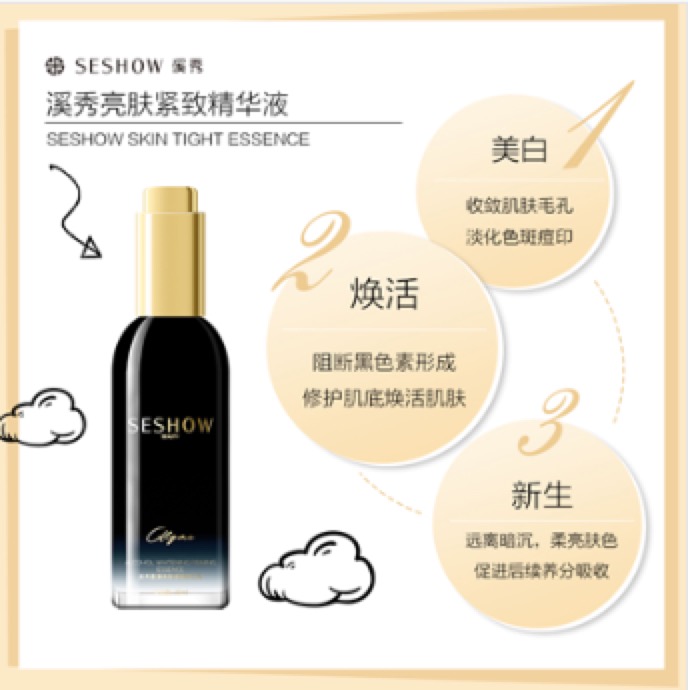 SESHOW 溪秀
溪秀亮肤紧致精华液
SESHOW SKIN TIGHT ESSENCE
1
美白
收敛肌肤毛孔
淡化色斑痘印
2
焕活
阻断黑色素形成
修护肌底焕活肌肤
3
新生
远离暗沉，柔亮肤色
促进后续养分吸收
SESHOW